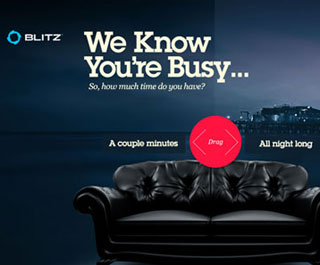 BLITZ
We Know
You're Busy...
So, how much time do you have?
A couple minutes
Drag
All night long